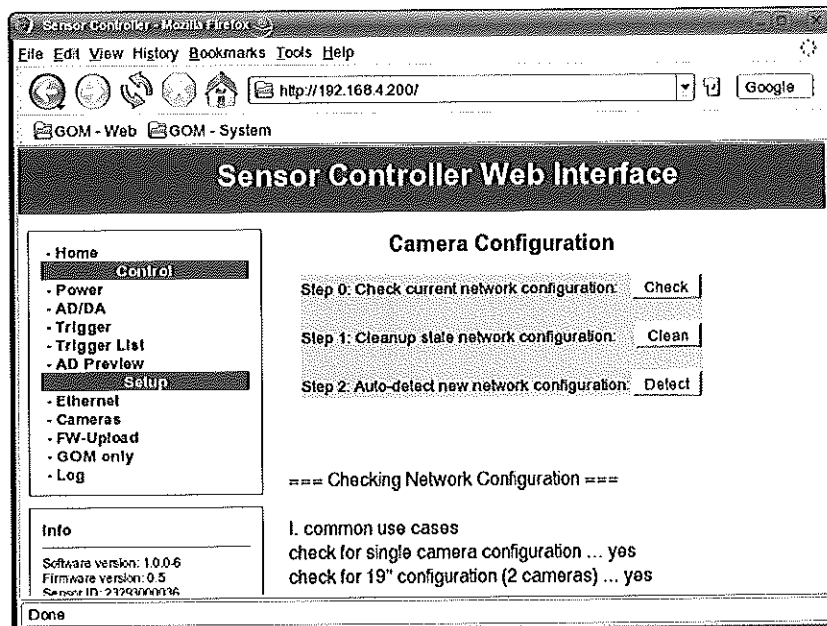 Sensor Controller - Mozilla Firefox
File Edit View History Bookmarks Tools Help
http://192.168.4.200/
Google
GOM - Web GOM - System
Sensor Controller Web Interface
- Home
Control
- Power
- AD/DA
- Trigger
- Trigger List
- AD Preview
Setup
- Ethernet
- Cameras
- FW-Upload
- GOM only
- Log
Info
Software version: 1.0.0-6
Firmware version: 0.5
Sensor ID: 23293000036
Camera Configuration
Step 0: Check current network configuration: Check
Step 1: Cleanup stale network configuration: Clean
Step 2: Auto-detect new network configuration: Detect
=== Checking Network Configuration ===
I. common use cases
check for single camera configuration ... yes
check for 19" configuration (2 cameras) ... yes
Done